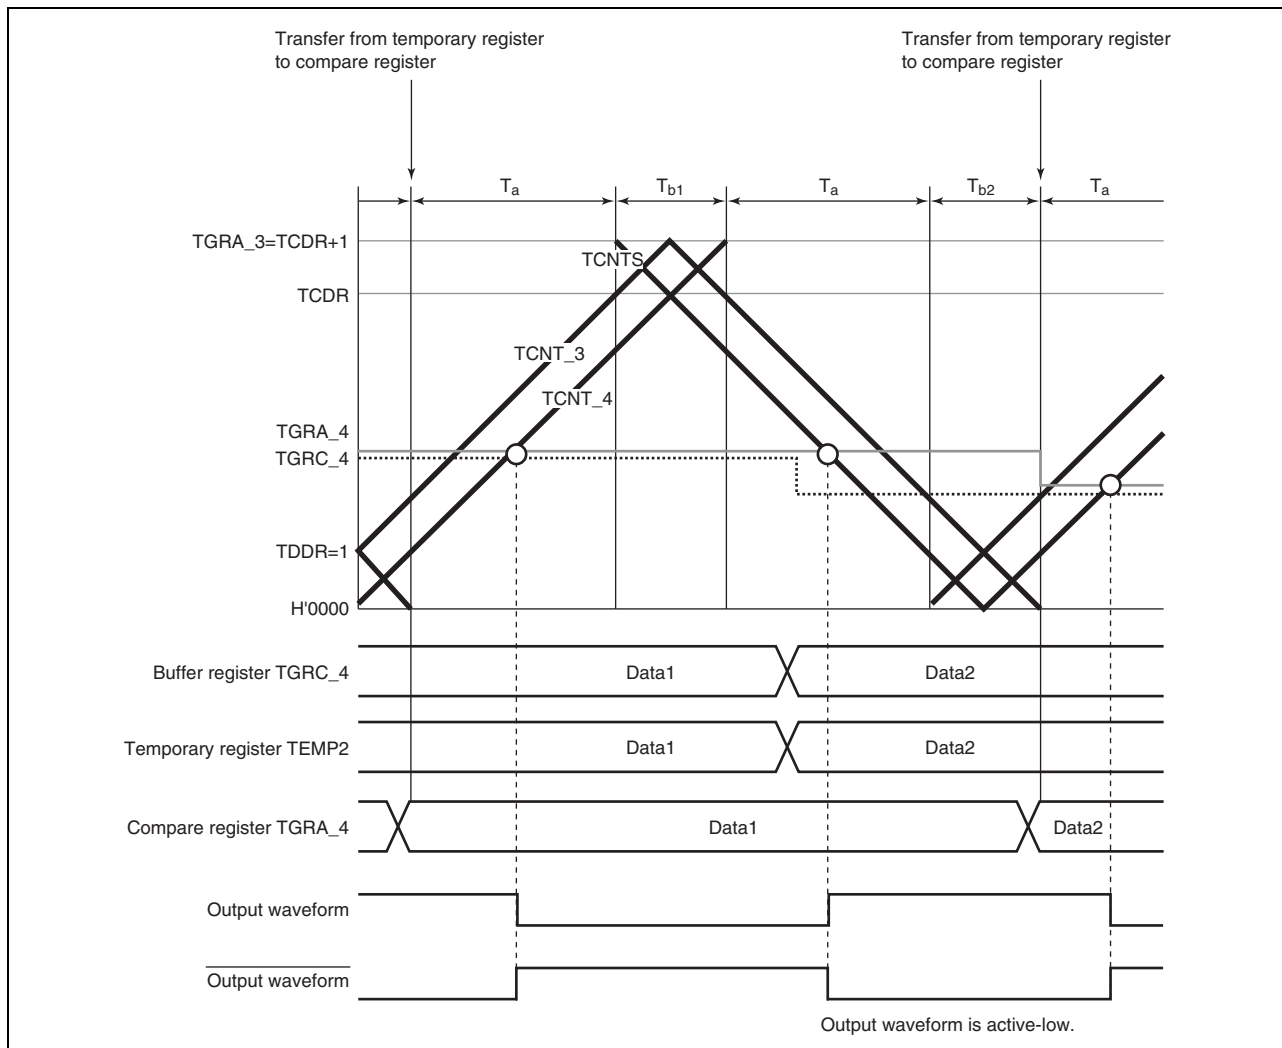 Transfer from temporary register
to compare register
Transfer from temporary register
to compare register
Ta
Tb1
Ta
Tb2
Ta
TGRA_3=TCDR+1
TCNTS
TCDR
TCNT_3
TCNT_4
TGRA_4
TGRC_4
TDDR=1
H'0000
Buffer register TGRC_4
Data1
Data2
Temporary register TEMP2
Data1
Data2
Compare register TGRA_4
Data1
Data2
Output waveform
Output waveform
Output waveform is active-low.